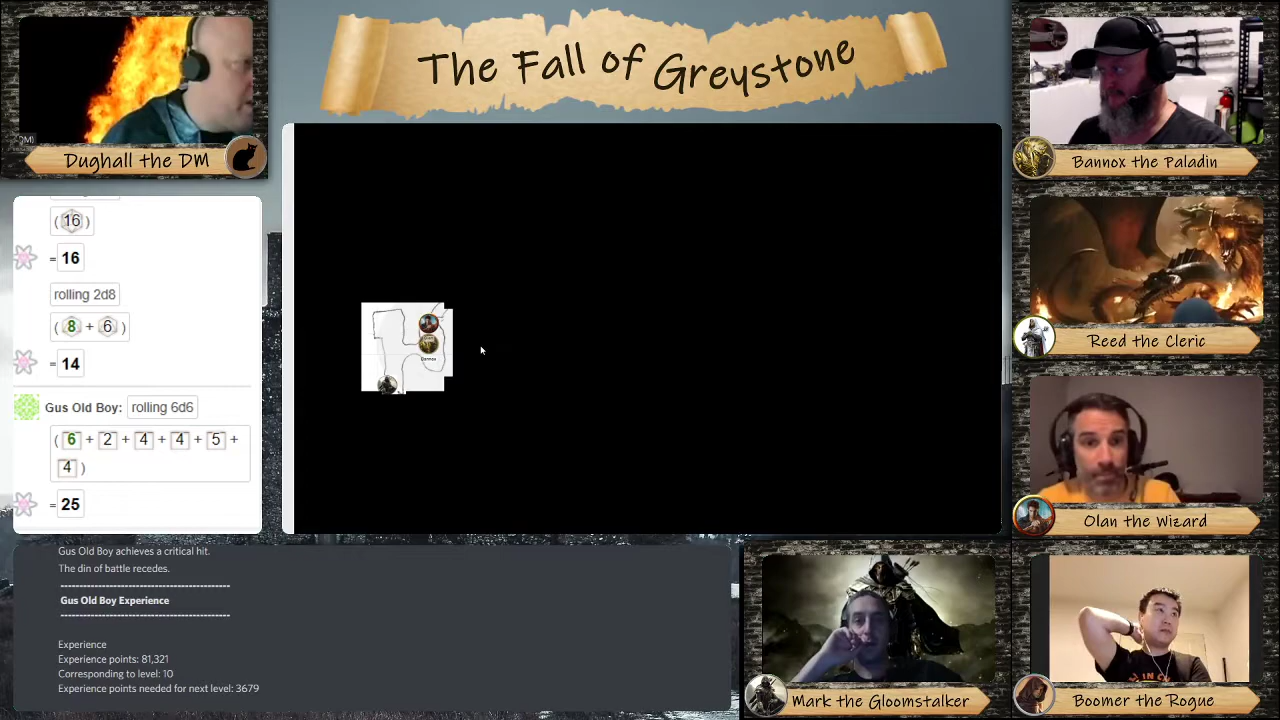 The Fall of Greystone
Dughall the DM
(16)
=16
rolling 2d8
(8 + 6)
=14
Gus Old Boy: rolling 6d6
(6 + 2 + 4 + 4 + 5 +
4)
=25
Bannox
Gus Old Boy achieves a critical hit.
The din of battle recedes.
----------------------------------------------
Gus Old Boy Experience
----------------------------------------------
Experience
Experience points: 81,321
Corresponding to level: 10
Experience points needed for next level: 3679
Bannox the Paladin
Reed the Cleric
Olan the Wizard
Mark the Gloomstalker
Boomer the Rogue